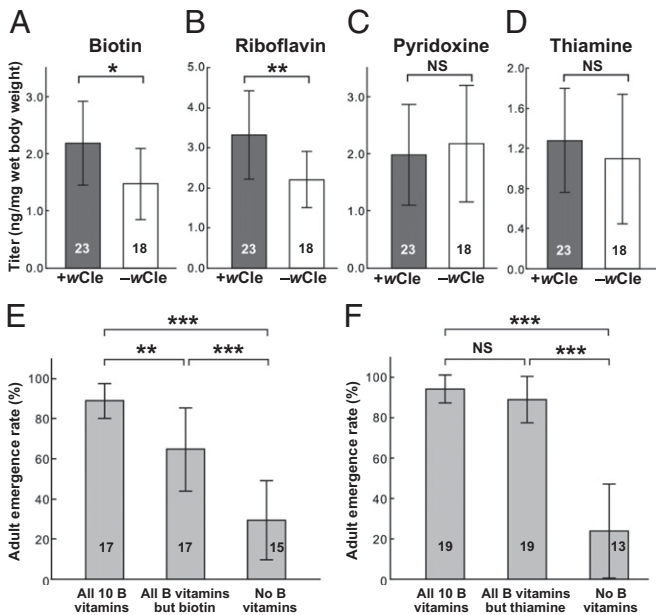 A
Biotin
*
Titer (ng/mg wet body weight)
3.0
2.0
1.0
0.0
23
18
+wCle
–wCle
B
Riboflavin
**
5.0
4.0
3.0
2.0
1.0
0.0
23
18
+wCle
–wCle
C
Pyridoxine
NS
3.0
2.0
1.0
0.0
23
18
+wCle
–wCle
D
Thiamine
NS
2.0
1.6
1.2
0.8
0.4
0.0
23
18
+wCle
–wCle
E
***
** ***
Adult emergence rate (%)
100
80
60
40
20
0
17
17
15
All 10 B
vitamins
All B vitamins
but biotin
No B
vitamins
F
***
NS ***
Adult emergence rate (%)
100
80
60
40
20
0
19
19
13
All 10 B
vitamins
All B vitamins
but thiamine
No B
vitamins